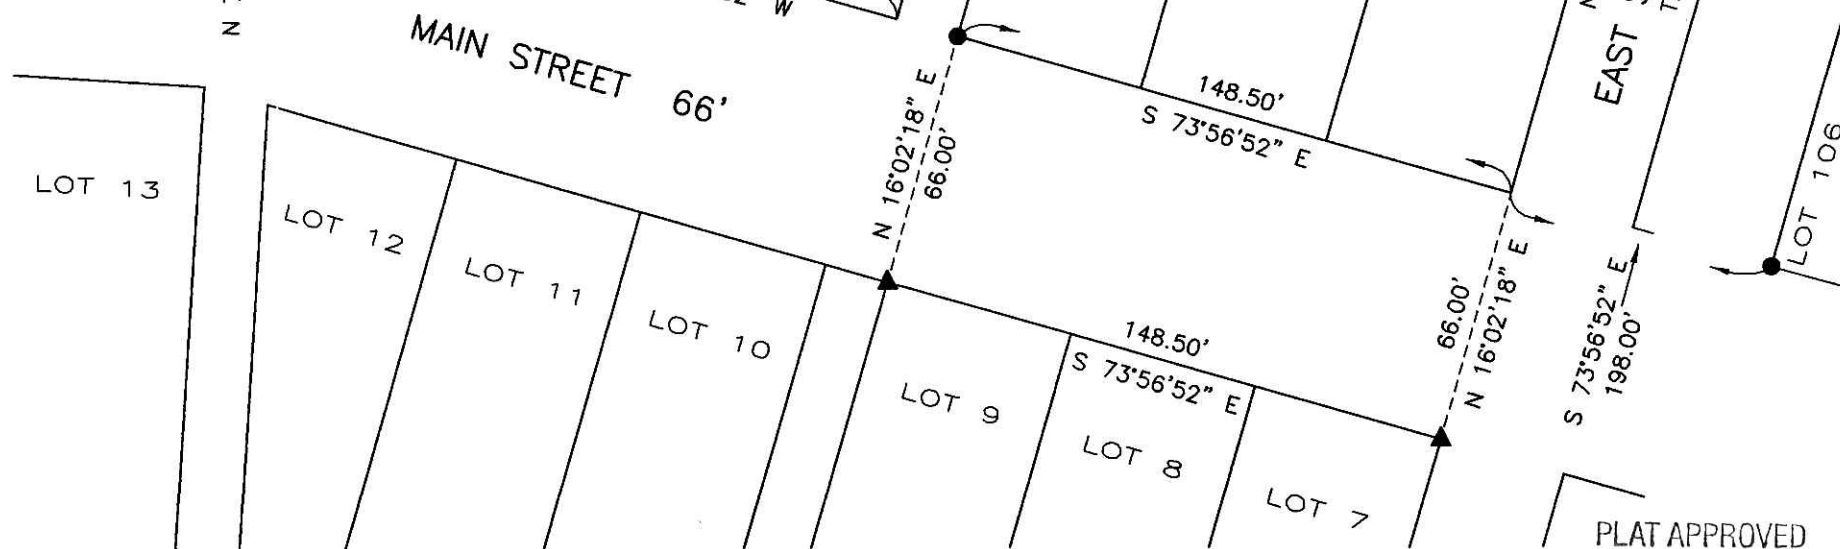 W
N
MAIN STREET 66'
N 16°02'18" E
66.00'
148.50'
S 73°56'52" E
EAST
LOT 106
LOT 13
LOT 12
LOT 11
LOT 10
LOT 9
LOT 8
LOT 7
148.50'
S 73°56'52" E
66.00'
N 16°02'18" E
S 73°56'52" E
198.00'
PLAT APPROVED